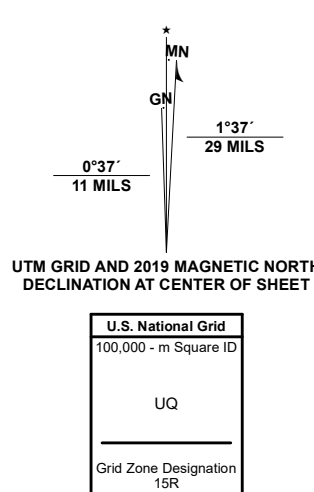 ★
MN
GN
1°37´
29 MILS
0°37´
11 MILS
UTM GRID AND 2019 MAGNETIC NORTH
DECLINATION AT CENTER OF SHEET
U.S. National Grid
100,000 - m Square ID
UQ
Grid Zone Designation
15R